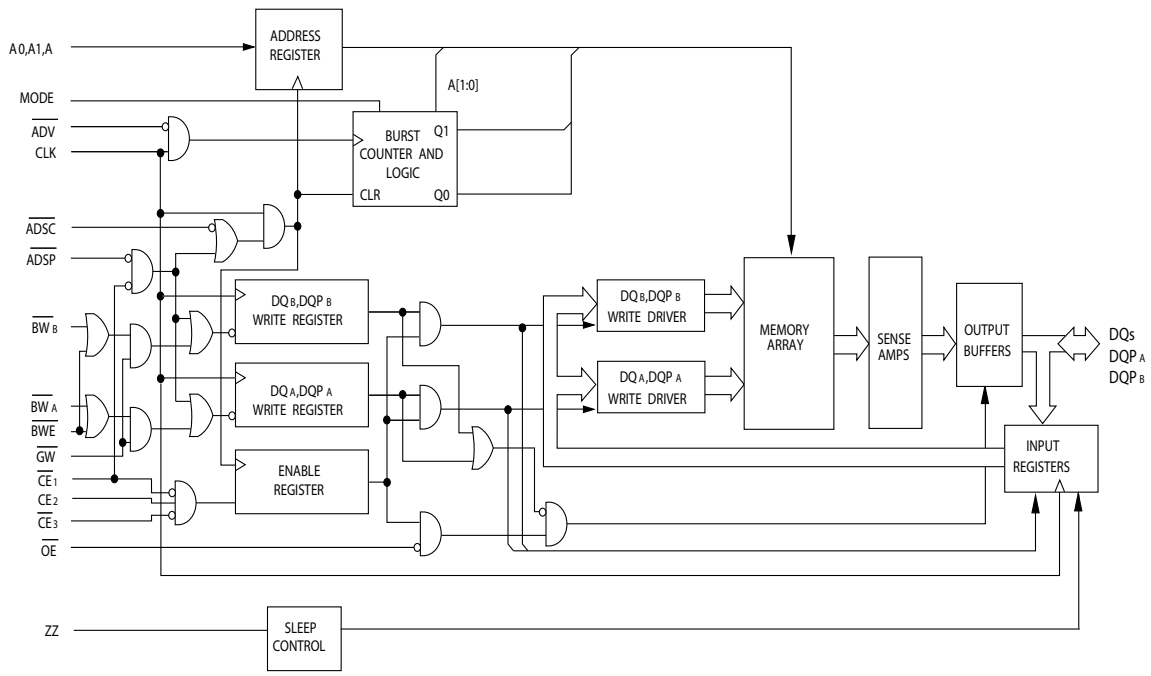 A0,A1,A
ADDRESS
REGISTER
MODE
A[1:0]
ADV
CLK
BURST
COUNTER AND
LOGIC
Q1
CLR
Q0
ADSC
ADSP
DQB,DQPB
WRITE REGISTER
DQB,DQPB
WRITE DRIVER
MEMORY
ARRAY
SENSE
AMPS
OUTPUT
BUFFERS
DQs
DQPA
DQPB
BWB
DQA,DQPA
WRITE REGISTER
DQA,DQPA
WRITE DRIVER
BWA
BWE
GW
CE1
CE2
CE3
ENABLE
REGISTER
INPUT
REGISTERS
OE
ZZ
SLEEP
CONTROL